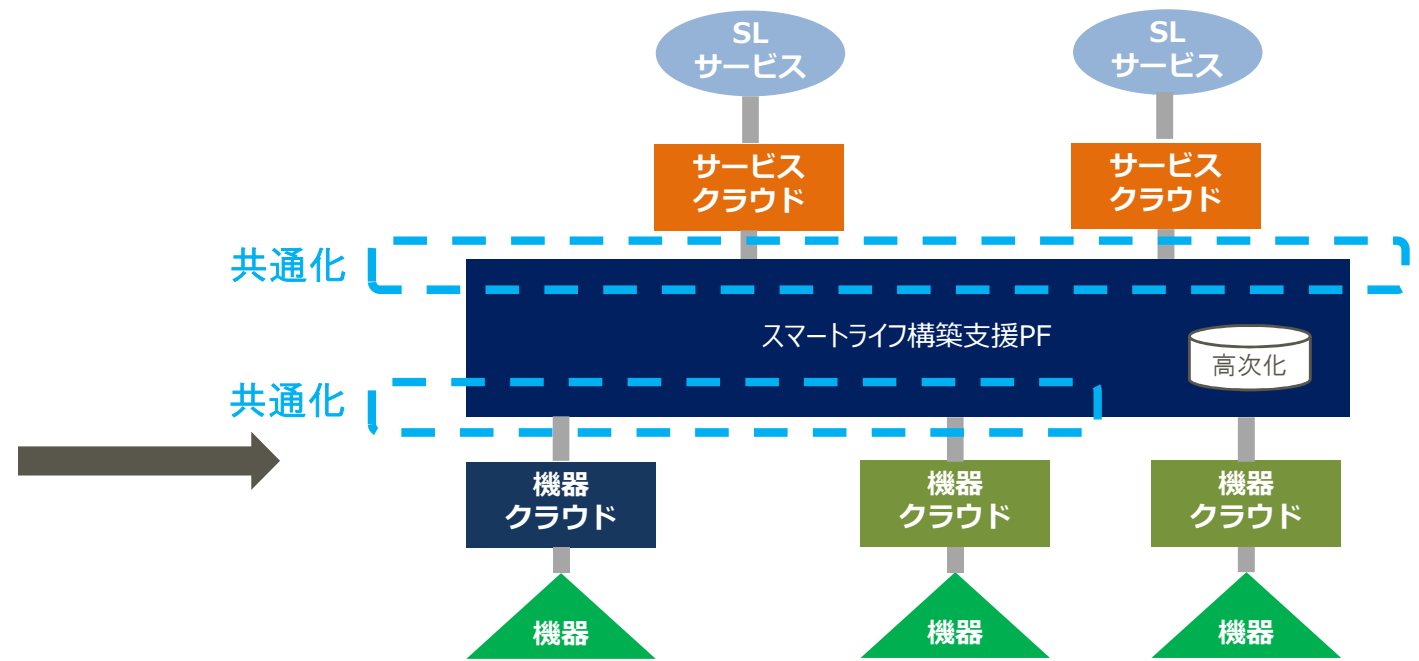 SL
サービス
SL
サービス
サービス
クラウド
サービス
クラウド
共通化
スマートライフ構築支援PF
高次化
共通化
機器
クラウド
機器
クラウド
機器
クラウド
機器
機器
機器